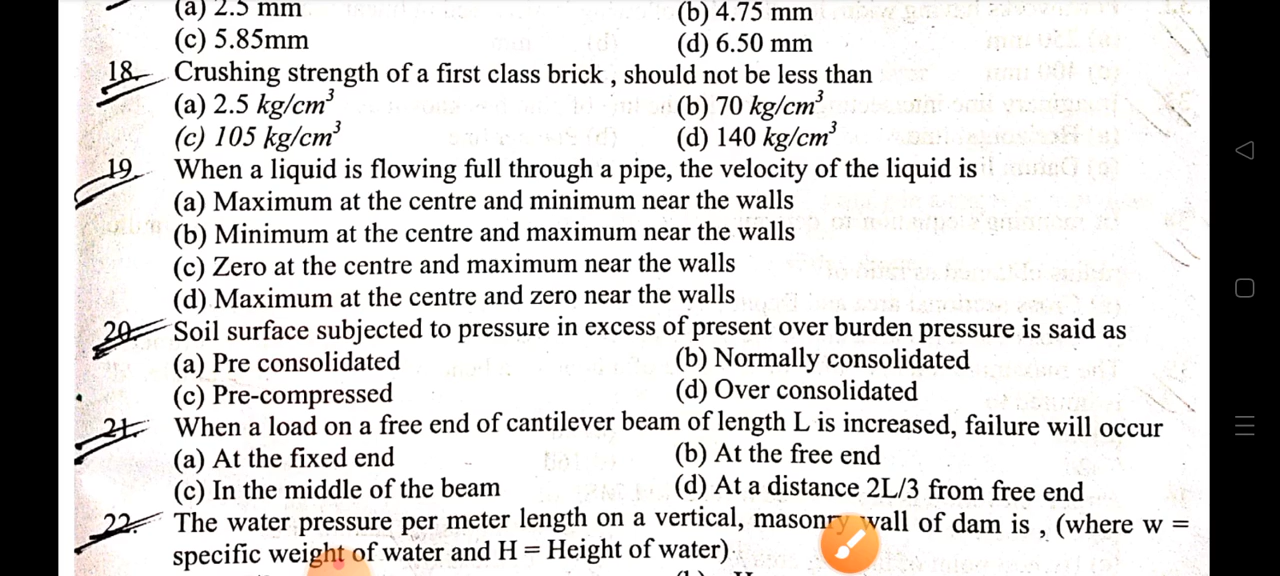 (a) 2.5 mm (b) 4.75 mm
(c) 5.85mm (d) 6.50 mm
18. Crushing strength of a first class brick , should not be less than
(a) 2.5 kg/cm³ (b) 70 kg/cm³
(c) 105 kg/cm³ (d) 140 kg/cm³
19. When a liquid is flowing full through a pipe, the velocity of the liquid is
(a) Maximum at the centre and minimum near the walls
(b) Minimum at the centre and maximum near the walls
(c) Zero at the centre and maximum near the walls
(d) Maximum at the centre and zero near the walls
20. Soil surface subjected to pressure in excess of present over burden pressure is said as
(a) Pre consolidated (b) Normally consolidated
(c) Pre-compressed (d) Over consolidated
21. When a load on a free end of cantilever beam of length L is increased, failure will occur
(a) At the fixed end (b) At the free end
(c) In the middle of the beam (d) At a distance 2L/3 from free end
22. The water pressure per meter length on a vertical, masonry wall of dam is , (where w =
specific weight of water and H = Height of water)